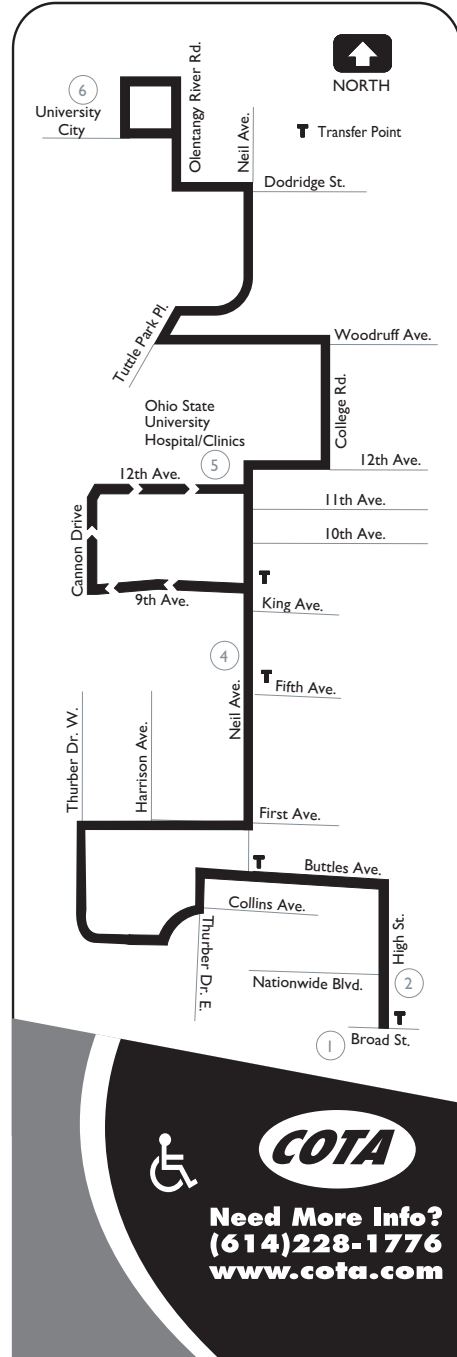 NORTH
T Transfer Point
6
University
City
Olentangy River Rd.
Neil Ave.
Dodridge St.
Tuttle Park Pl.
Woodruff Ave.
College Rd.
Ohio State
University
Hospital/Clinics
5
12th Ave.
12th Ave.
11th Ave.
10th Ave.
Cannon Drive
9th Ave.
T
King Ave.
4
T
Fifth Ave.
Neil Ave.
Thurber Dr. W.
Harrison Ave.
First Ave.
T
Buttles Ave.
Collins Ave.
Thurber Dr. E.
High St.
Nationwide Blvd.
2
T
1
Broad St.
COTA
Need More Info?
(614)228-1776
www.cota.com